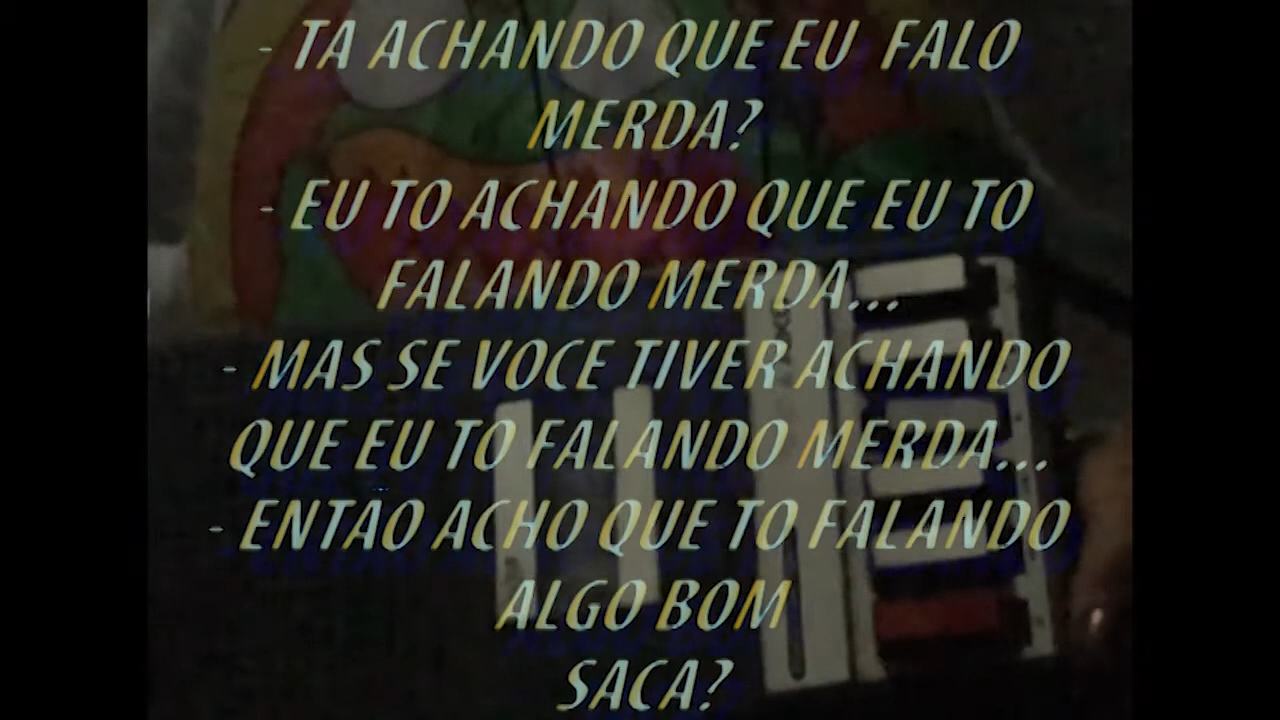 - TA ACHANDO QUE EU FALO
MERDA?
- EU TO ACHANDO QUE EU TO
FALANDO MERDA...
- MAS SE VOCE TIVER ACHANDO
QUE EU TO FALANDO MERDA...
- ENTAO ACHO QUE TO FALANDO
ALGO BOM
SACA?